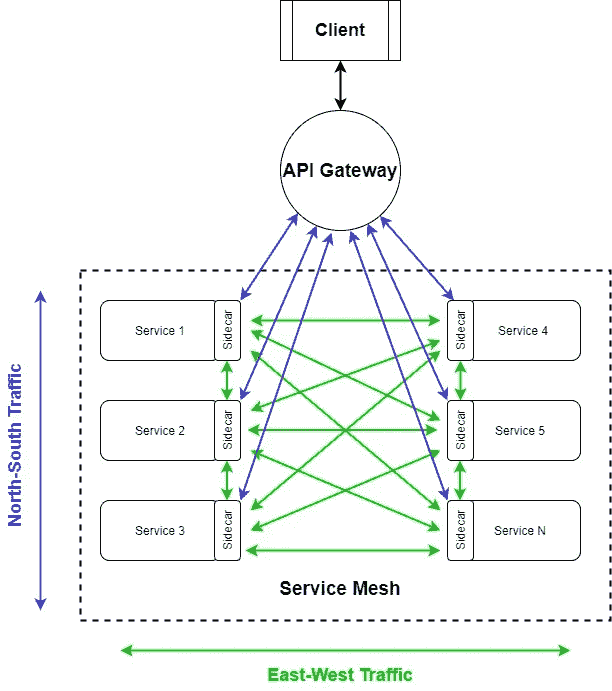 Client
API Gateway
North-South Traffic
Service 1
Sidecar
Sidecar
Service 4
Service 2
Sidecar
Sidecar
Service 5
Service 3
Sidecar
Sidecar
Service N
Service Mesh
East-West Traffic